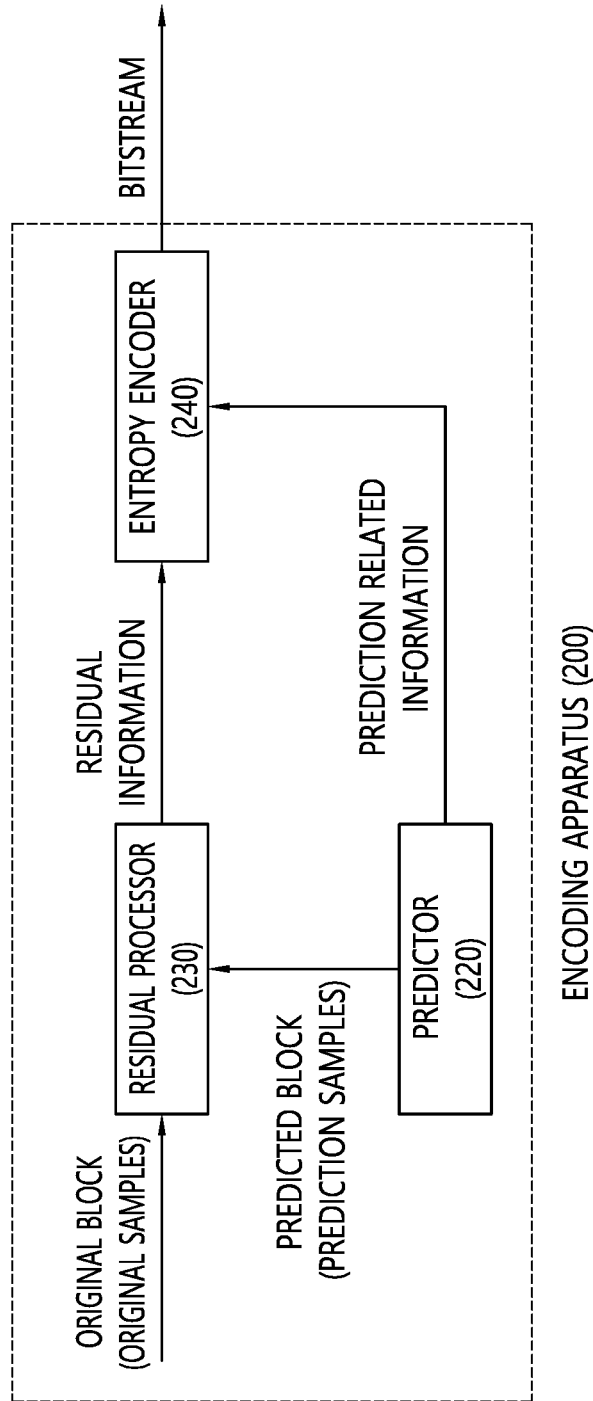 ORIGINAL BLOCK
(ORIGINAL SAMPLES)
RESIDUAL PROCESSOR
(230)
RESIDUAL
INFORMATION
ENTROPY ENCODER
(240)
BITSTREAM
PREDICTED BLOCK
(PREDICTION SAMPLES)
PREDICTOR
(220)
PREDICTION RELATED
INFORMATION
ENCODING APPARATUS (200)